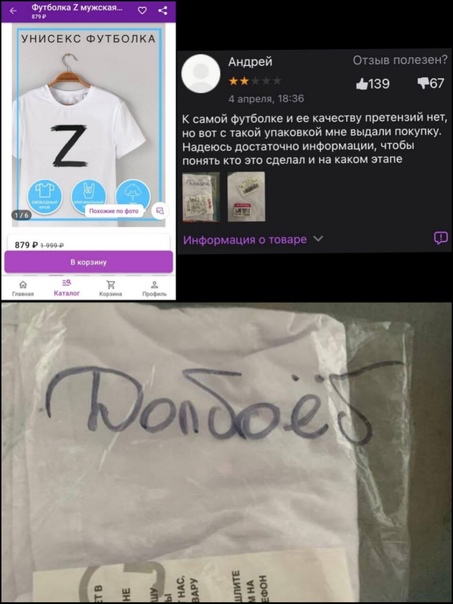 Футболка Z мужская...
879 ₽
УНИСЕКС ФУТБОЛКА
Z
1 / 6
Похожие по фото
879 ₽ 1 999 ₽
В корзину
Главная
Каталог
Корзина
Профиль
Андрей
Отзыв полезен?
139
67
4 апреля, 18:36
К самой футболке и ее качеству претензий нет,
но вот с такой упаковкой мне выдали покупку.
Надеюсь достаточно информации, чтобы
понять кто это сделал и на каком этапе
Информация о товаре
Долбоёб